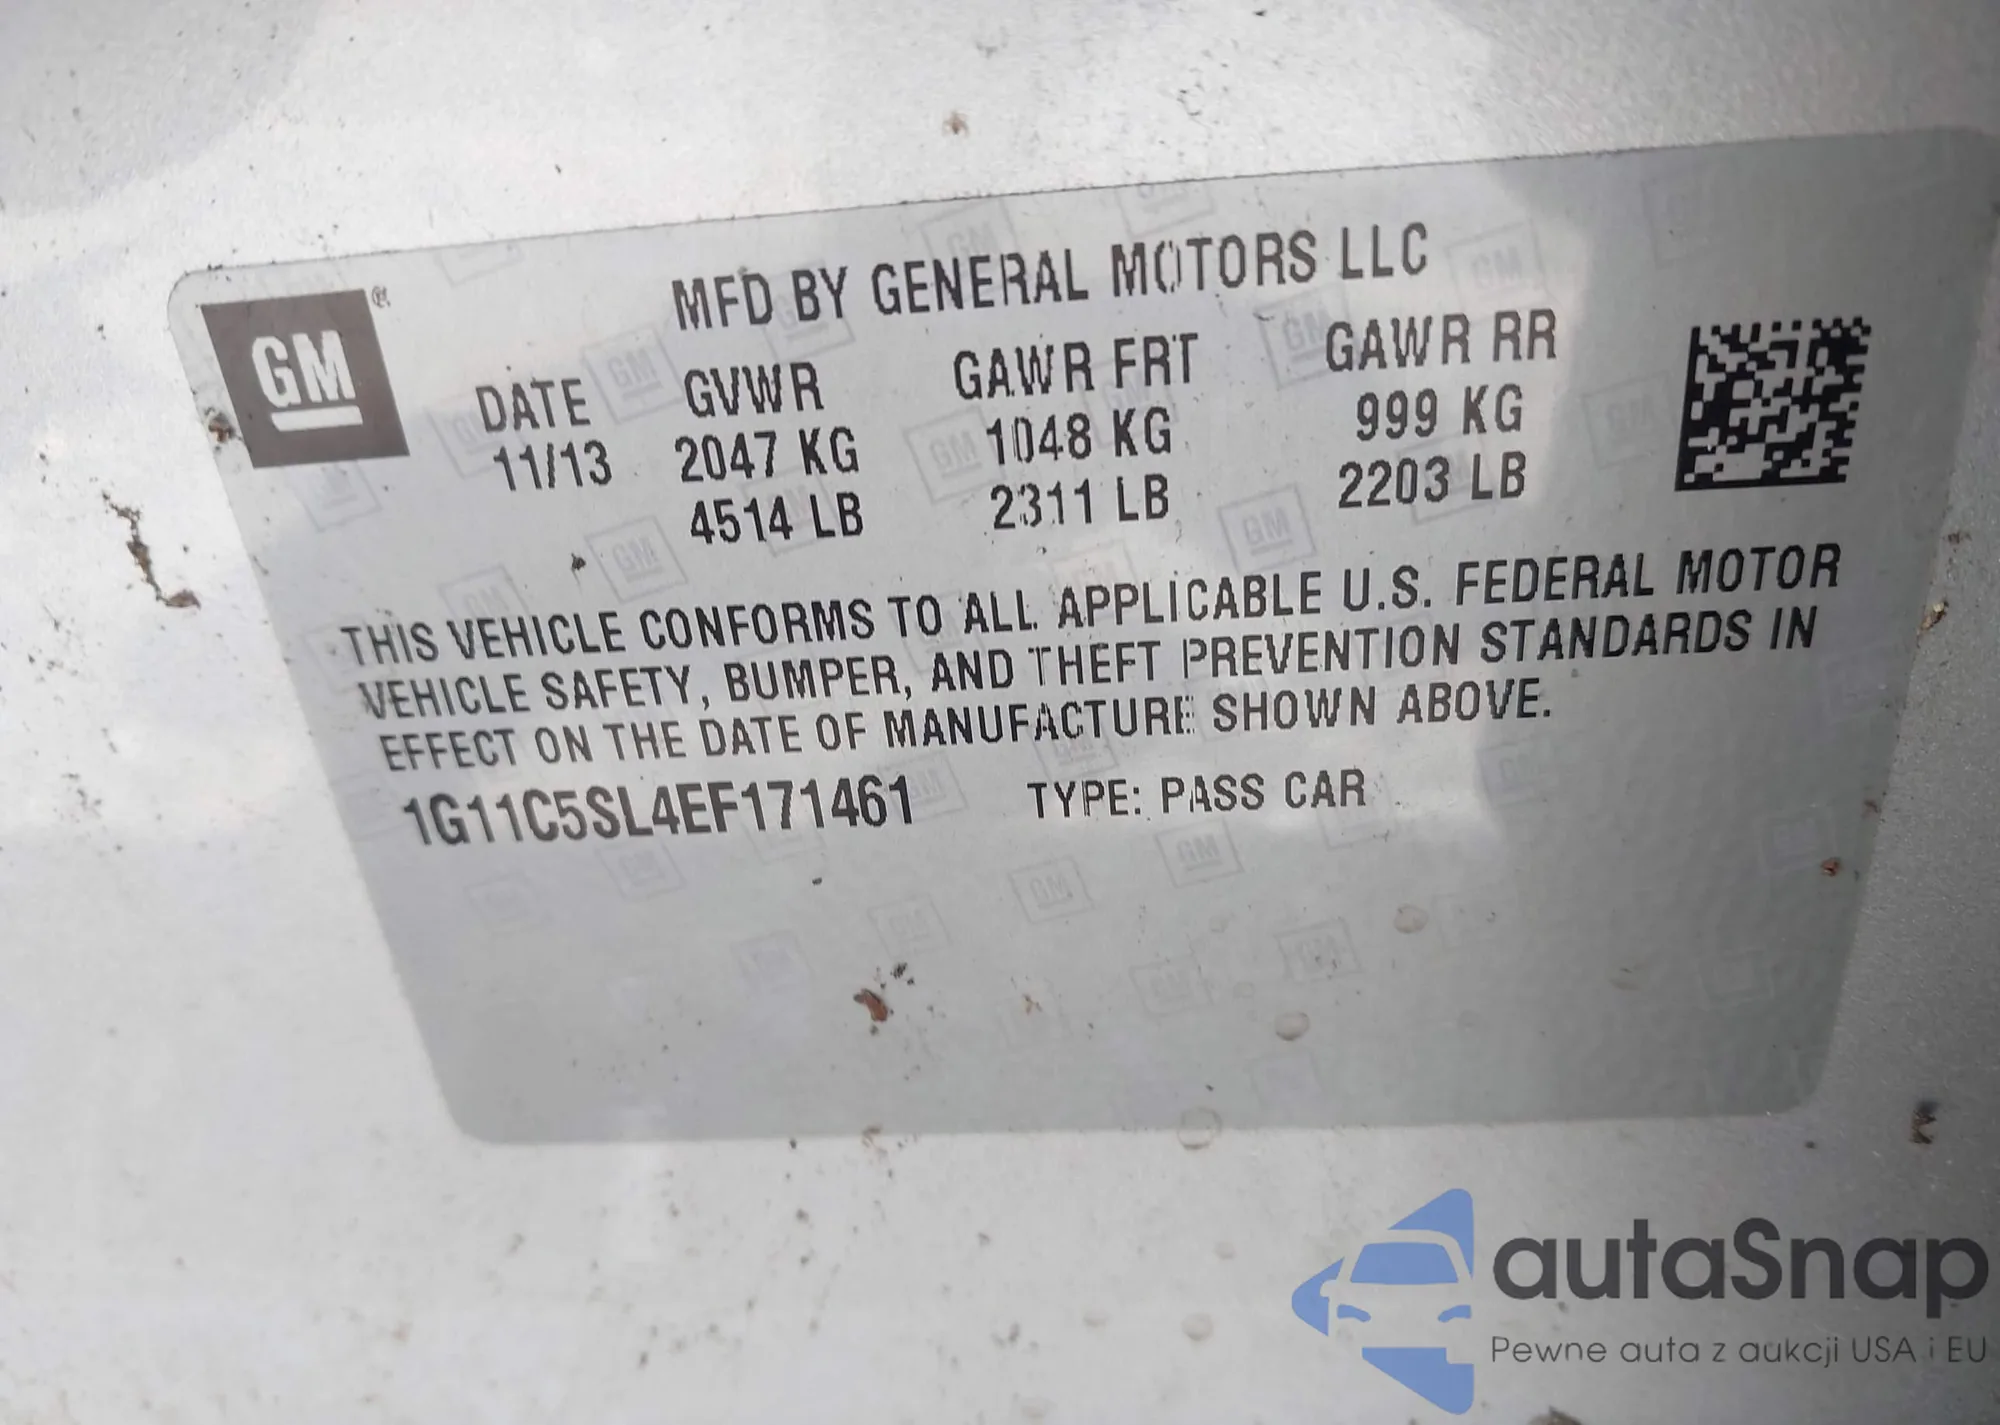 GM
MFD BY GENERAL MOTORS LLC
DATE GVWR GAWR FRT GAWR RR
11/13 2047 KG 1048 KG 999 KG
4514 LB 2311 LB 2203 LB
THIS VEHICLE CONFORMS TO ALL APPLICABLE U.S. FEDERAL MOTOR
VEHICLE SAFETY, BUMPER, AND THEFT PREVENTION STANDARDS IN
EFFECT ON THE DATE OF MANUFACTURE SHOWN ABOVE.
1G11C5SL4EF171461 TYPE: PASS CAR
autaSnap
Pewne auta z aukcji USA i EU